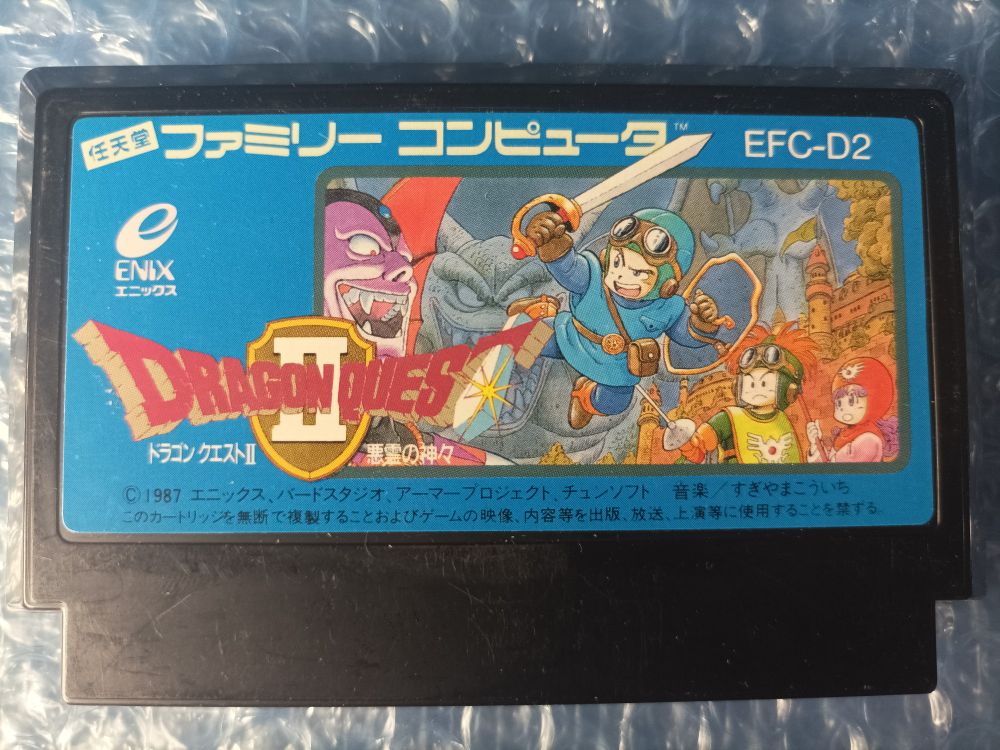 任天堂 ファミリー コンピュータ™ EFC-D2
e
ENIX
エニックス
DRAGON QUEST
II
ドラゴン クエストII 悪霊の神々
©1987 エニックス、バードスタジオ、アーマープロジェクト、チュンソフト 音楽／すぎやまこういち
このカートリッジを無断で複製することおよびゲームの映像、内容等を出版、放送、上演等に使用することを禁ずる。